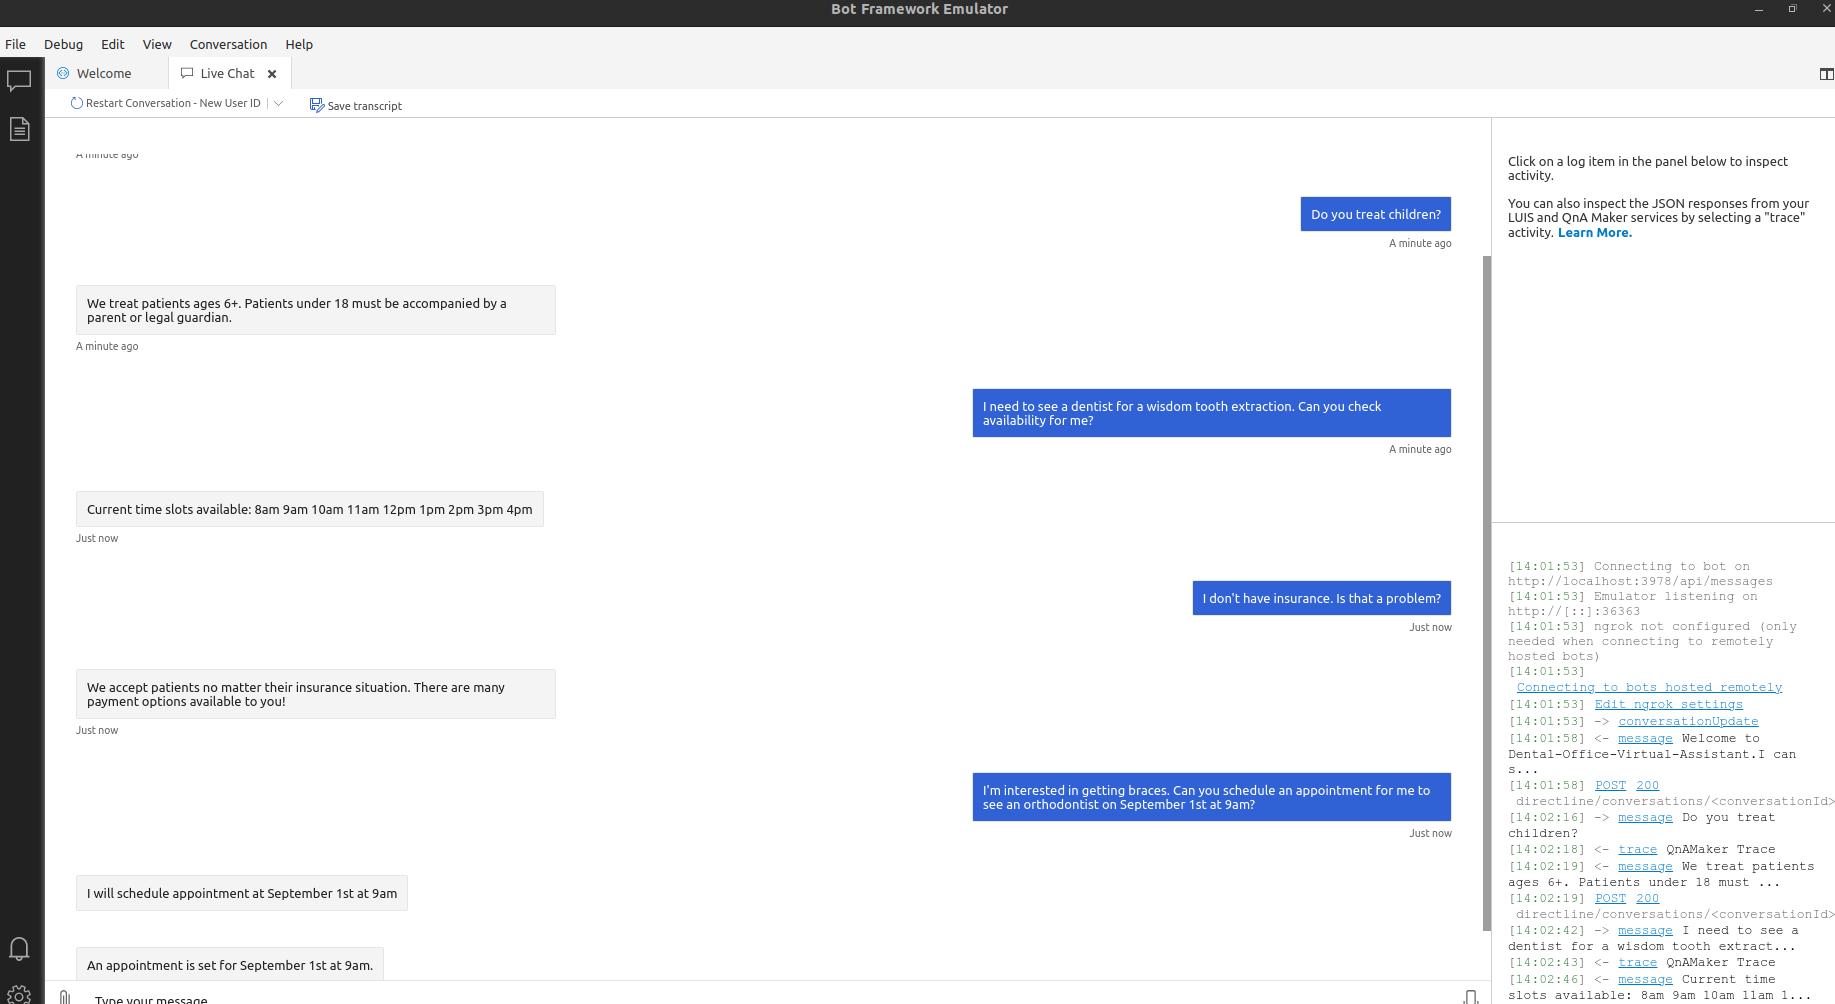 Bot Framework Emulator
File Debug Edit View Conversation Help
Welcome
Live Chat
Restart Conversation - New User ID
Save transcript
A minute ago
Do you treat children?
A minute ago
We treat patients ages 6+. Patients under 18 must be accompanied by a
parent or legal guardian.
A minute ago
I need to see a dentist for a wisdom tooth extraction. Can you check
availability for me?
A minute ago
Current time slots available: 8am 9am 10am 11am 12pm 1pm 2pm 3pm 4pm
Just now
I don't have insurance. Is that a problem?
Just now
We accept patients no matter their insurance situation. There are many
payment options available to you!
Just now
I'm interested in getting braces. Can you schedule an appointment for me to
see an orthodontist on September 1st at 9am?
Just now
I will schedule appointment at September 1st at 9am
An appointment is set for September 1st at 9am.
Type your message
Click on a log item in the panel below to inspect
activity.
You can also inspect the JSON responses from your
LUIS and QnA Maker services by selecting a "trace"
activity. Learn More.
[14:01:53] Connecting to bot on
http://localhost:3978/api/messages
[14:01:53] Emulator listening on
http://[::]:36363
[14:01:53] ngrok not configured (only
needed when connecting to remotely
hosted bots)
[14:01:53]
Connecting to bots hosted remotely
[14:01:53] Edit ngrok settings
[14:01:53] -> conversationUpdate
[14:01:58] <- message Welcome to
Dental-Office-Virtual-Assistant.I can
s...
[14:01:58] POST 200
directline/conversations/<conversationId>
[14:02:16] -> message Do you treat
children?
[14:02:18] <- trace QnAMaker Trace
[14:02:19] <- message We treat patients
ages 6+. Patients under 18 must ...
[14:02:19] POST 200
directline/conversations/<conversationId>
[14:02:42] -> message I need to see a
dentist for a wisdom tooth extract...
[14:02:43] <- trace QnAMaker Trace
[14:02:46] <- message Current time
slots available: 8am 9am 10am 11am 1...